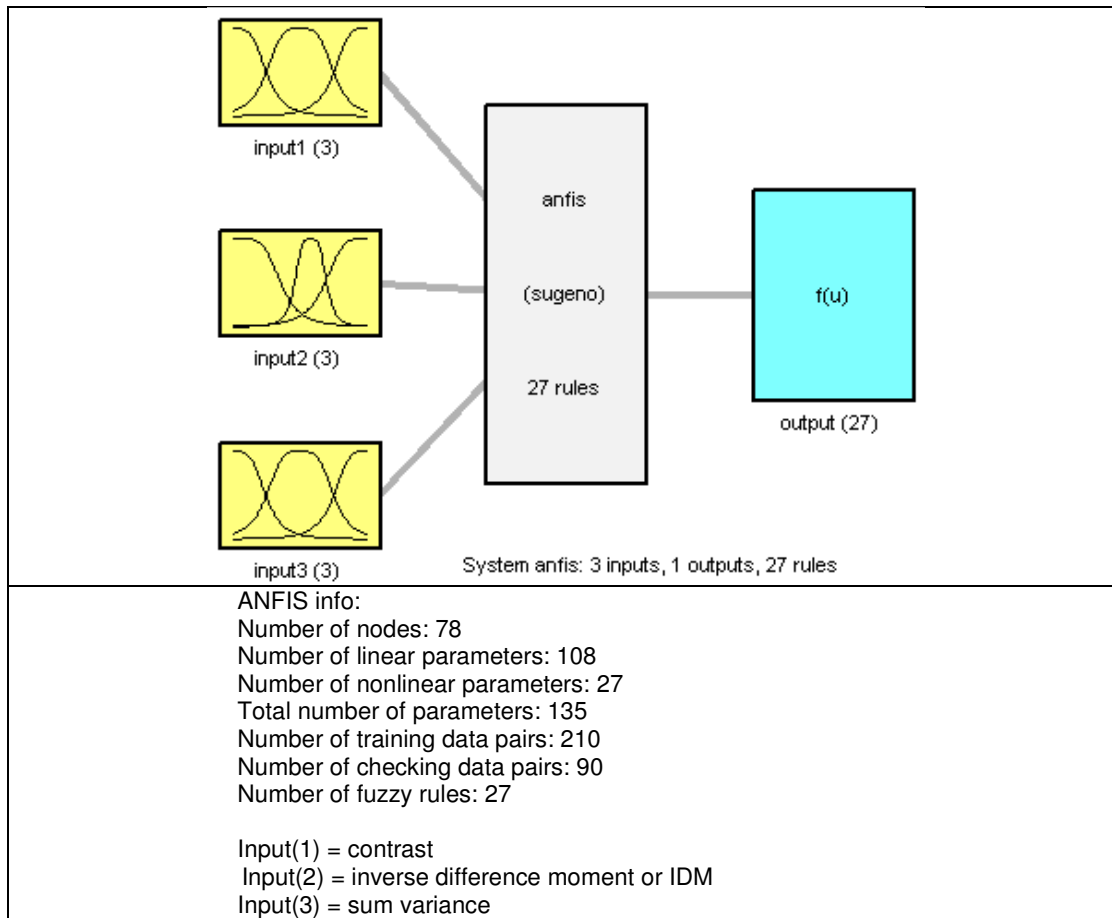 input1 (3)
anfis
(sugeno)
27 rules
f(u)
input2 (3)
output (27)
input3 (3)
System anfis: 3 inputs, 1 outputs, 27 rules
ANFIS info:
Number of nodes: 78
Number of linear parameters: 108
Number of nonlinear parameters: 27
Total number of parameters: 135
Number of training data pairs: 210
Number of checking data pairs: 90
Number of fuzzy rules: 27
Input(1) = contrast
Input(2) = inverse difference moment or IDM
Input(3) = sum variance